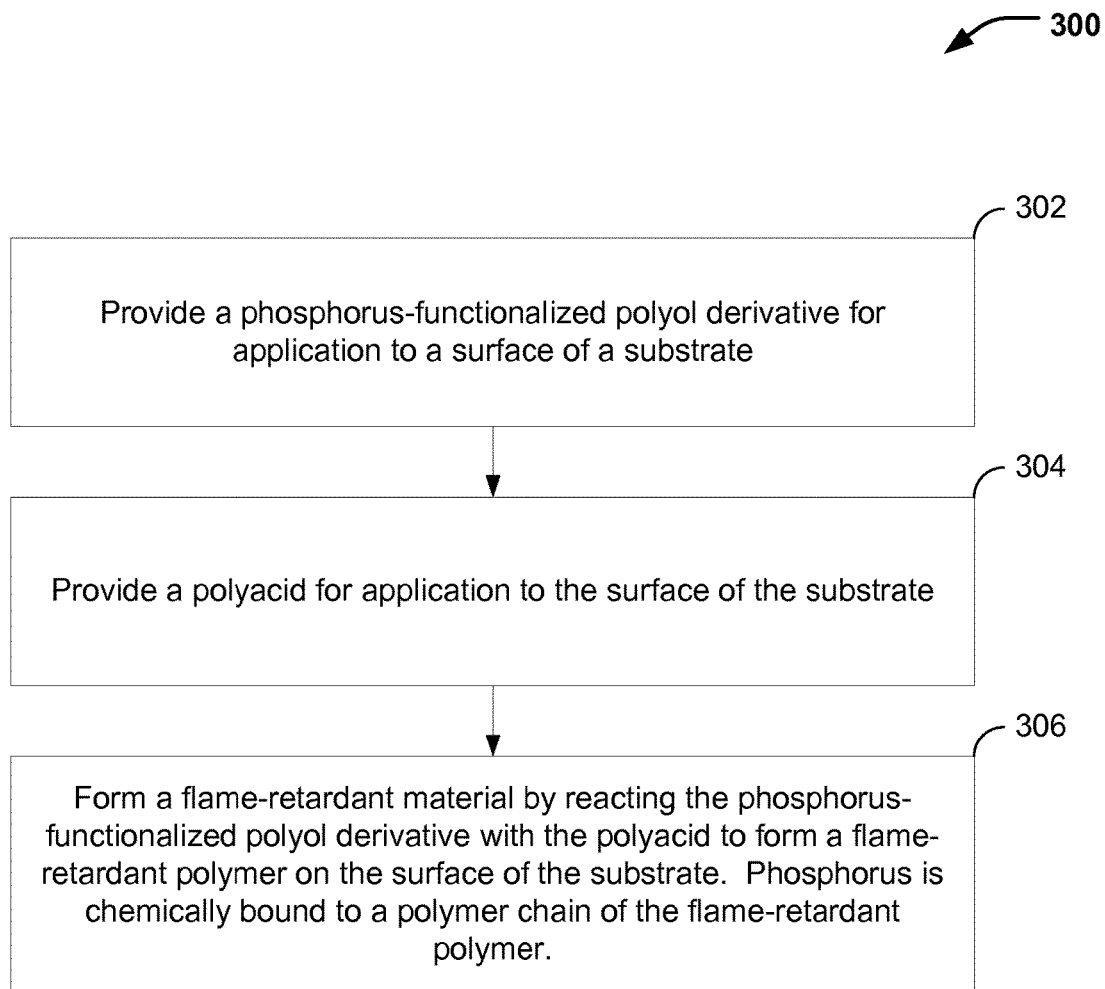 300
302
Provide a phosphorus-functionalized polyol derivative for
application to a surface of a substrate
304
Provide a polyacid for application to the surface of the substrate
306
Form a flame-retardant material by reacting the phosphorus-
functionalized polyol derivative with the polyacid to form a flame-
retardant polymer on the surface of the substrate.  Phosphorus is
chemically bound to a polymer chain of the flame-retardant
polymer.